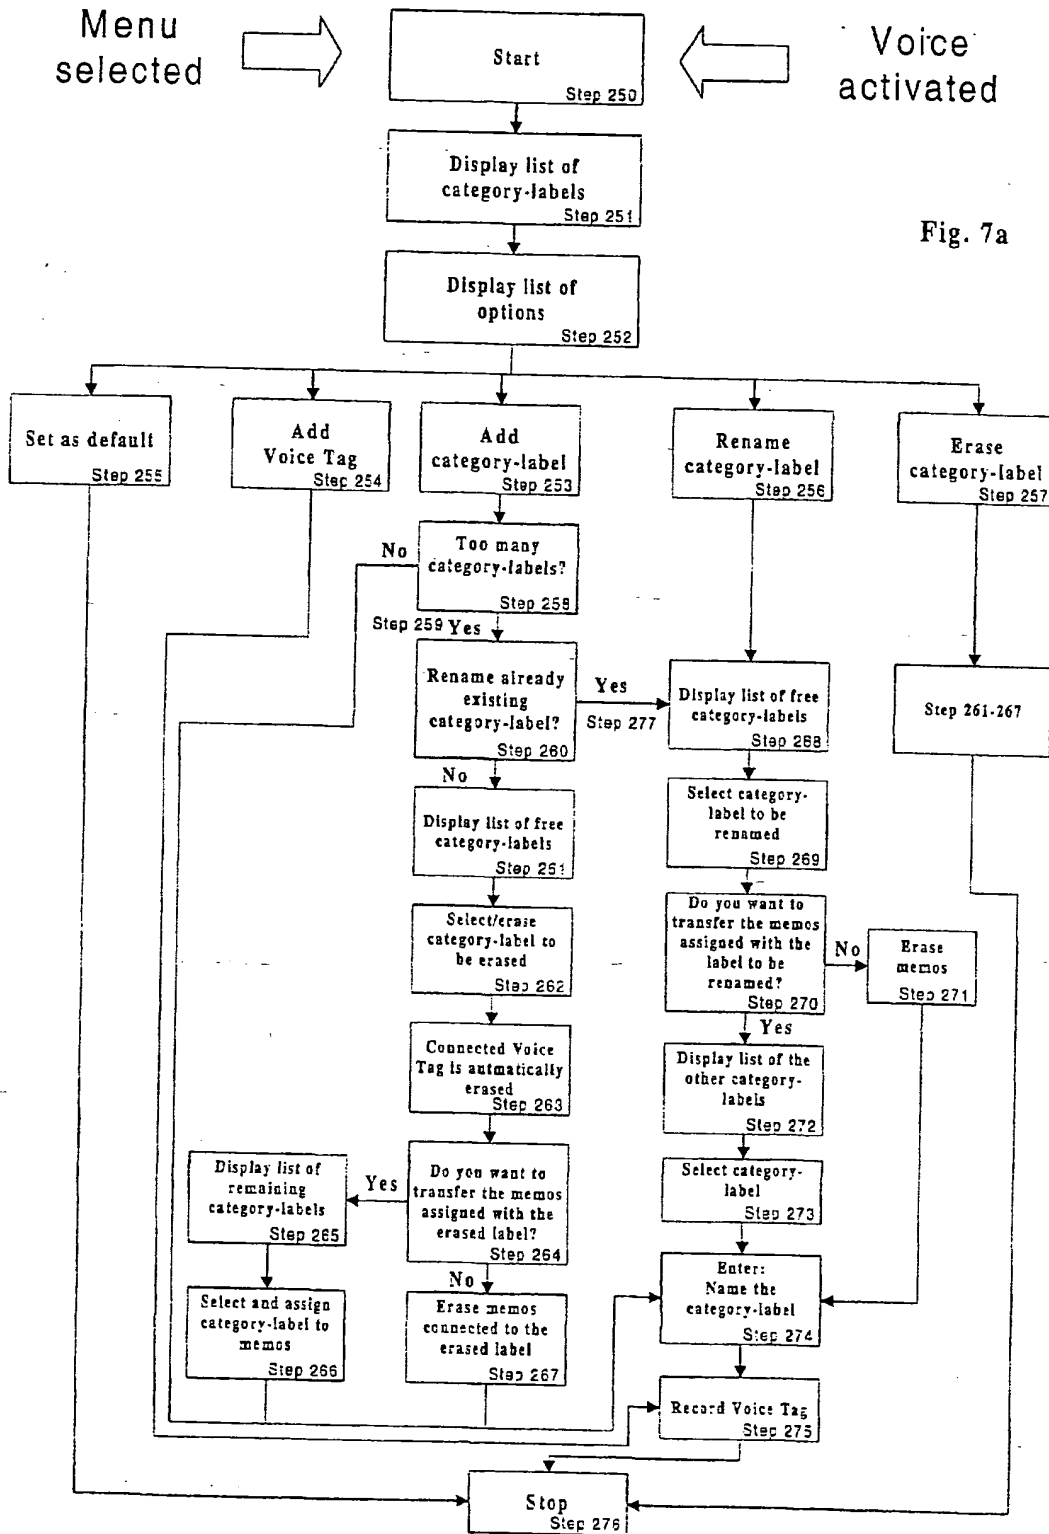 Menu
selected
Voice
activated
Start
Step 250
Display list of
category-labels
Step 251
Fig. 7a
Display list of
options
Step 252
Set as default
Step 255
Add
Voice Tag
Step 254
Add
category-label
Step 253
Rename
category-label
Step 256
Erase
category-label
Step 257
No
Too many
category-labels?
Step 258
Step 259 Yes
Rename already
existing
category-label?
Step 260
Yes
Step 277
Display list of free
category-labels
Step 268
Step 261-267
No
Display list of free
category-labels
Step 261
Select category-
label to be
renamed
Step 269
Select/erase
category-label to
be erased
Step 262
Do you want to
transfer the memos
assigned with the
label to be
renamed?
Step 270
No
Erase
memos
Step 271
Yes
Connected Voice
Tag is automatically
erased
Step 263
Display list of the
other category-
labels
Step 272
Display list of
remaining
category-labels
Step 265
Yes
Do you want to
transfer the memos
assigned with the
erased label?
Step 264
Select category-
label
Step 273
No
Select and assign
category-label to
memos
Step 266
Erase memos
connected to the
erased label
Step 267
Enter:
Name the
category-label
Step 274
Record Voice Tag
Step 275
Stop
Step 276